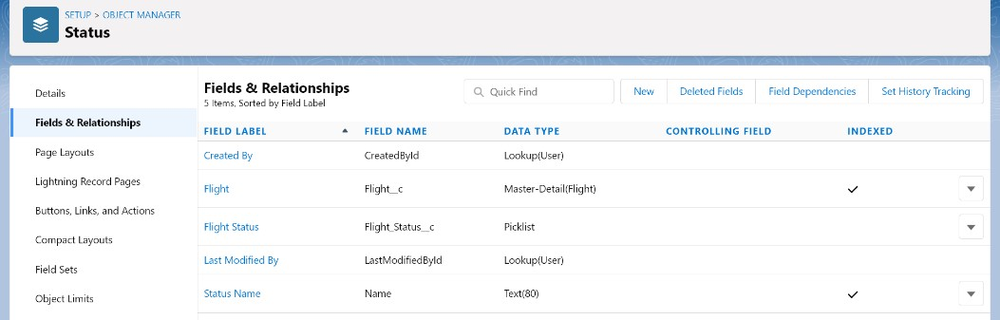 SETUP > OBJECT MANAGER
Status
Details
Fields & Relationships
Page Layouts
Lightning Record Pages
Buttons, Links, and Actions
Compact Layouts
Field Sets
Object Limits
Fields & Relationships
5 Items, Sorted by Field Label
Quick Find
New
Deleted Fields
Field Dependencies
Set History Tracking
FIELD LABEL FIELD NAME DATA TYPE CONTROLLING FIELD INDEXED
Created By CreatedById Lookup(User)
Flight Flight__c Master-Detail(Flight)
Flight Status Flight_Status__c Picklist
Last Modified By LastModifiedById Lookup(User)
Status Name Name Text(80)